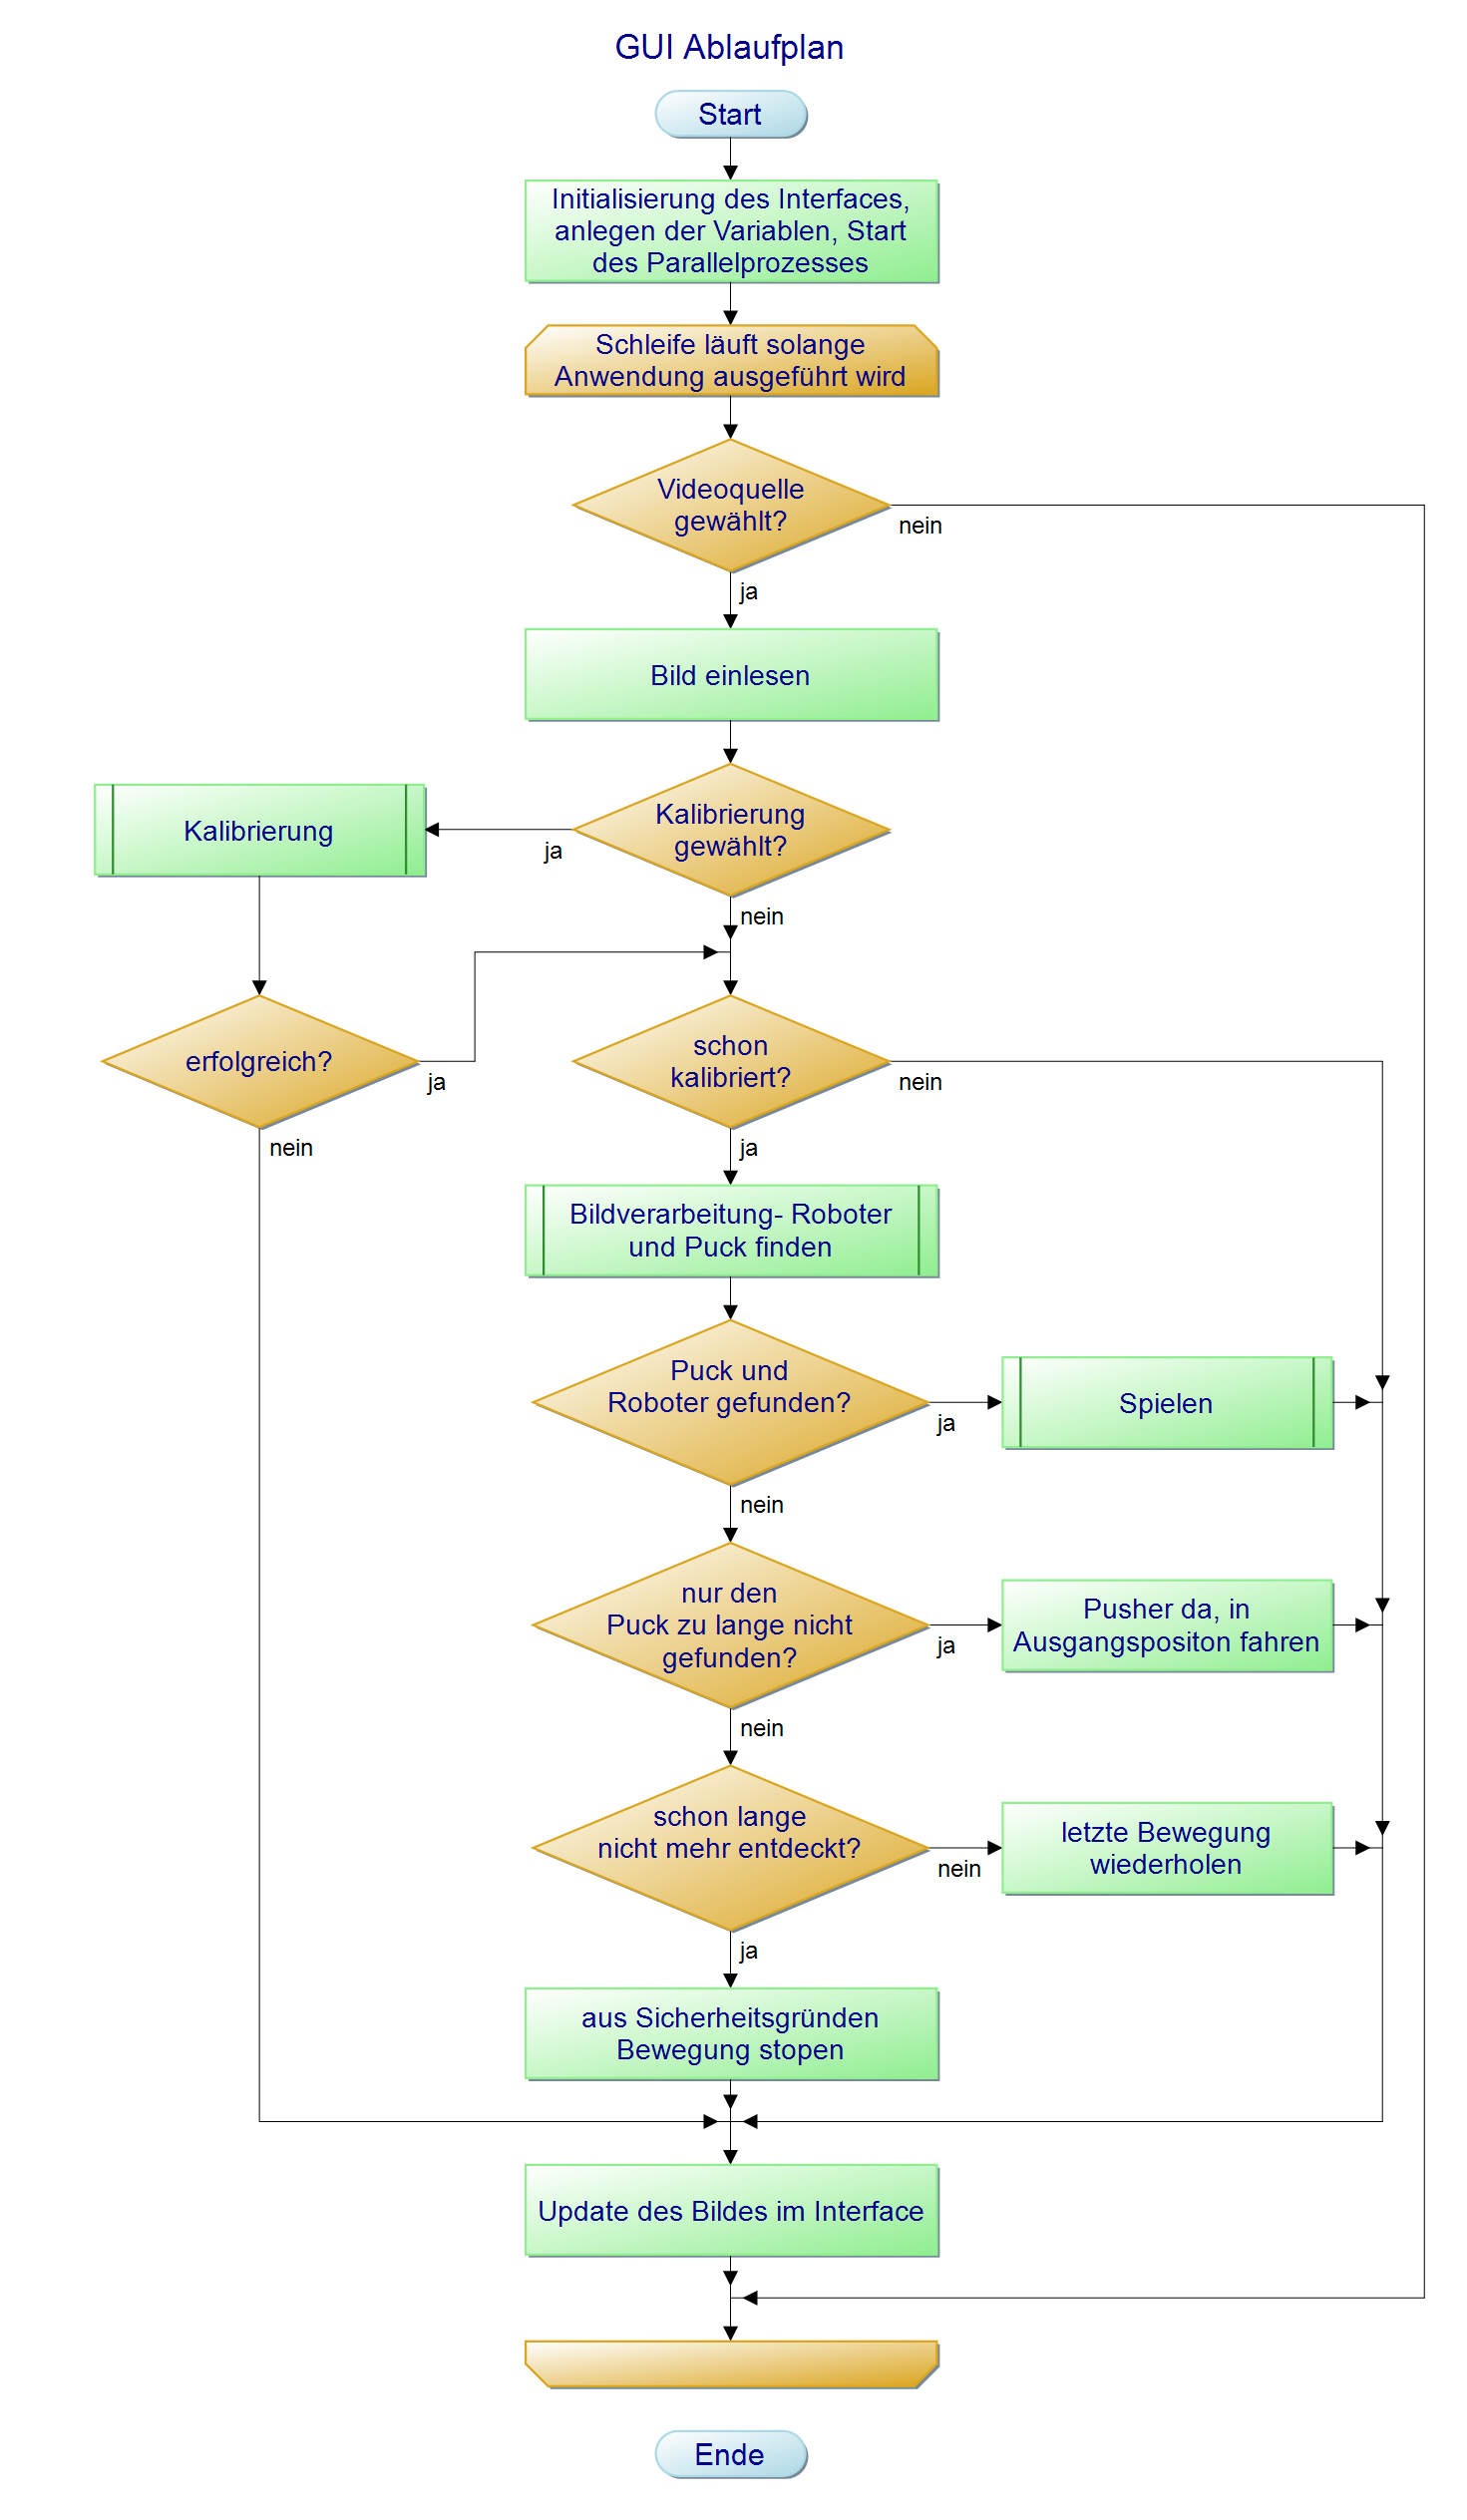 GUI Ablaufplan
Start
Initialisierung des Interfaces,
anlegen der Variablen, Start
des Parallelprozesses
Schleife läuft solange
Anwendung ausgeführt wird
Videoquelle
gewählt?
nein
ja
Bild einlesen
Kalibrierung
gewählt?
Kalibrierung
ja
nein
erfolgreich?
ja
nein
schon
kalibriert?
nein
ja
Bildverarbeitung- Roboter
und Puck finden
Puck und
Roboter gefunden?
ja
Spielen
nein
nur den
Puck zu lange nicht
gefunden?
ja
Pusher da, in
Ausgangspositon fahren
nein
schon lange
nicht mehr entdeckt?
nein
letzte Bewegung
wiederholen
ja
aus Sicherheitsgründen
Bewegung stopen
Update des Bildes im Interface
Ende